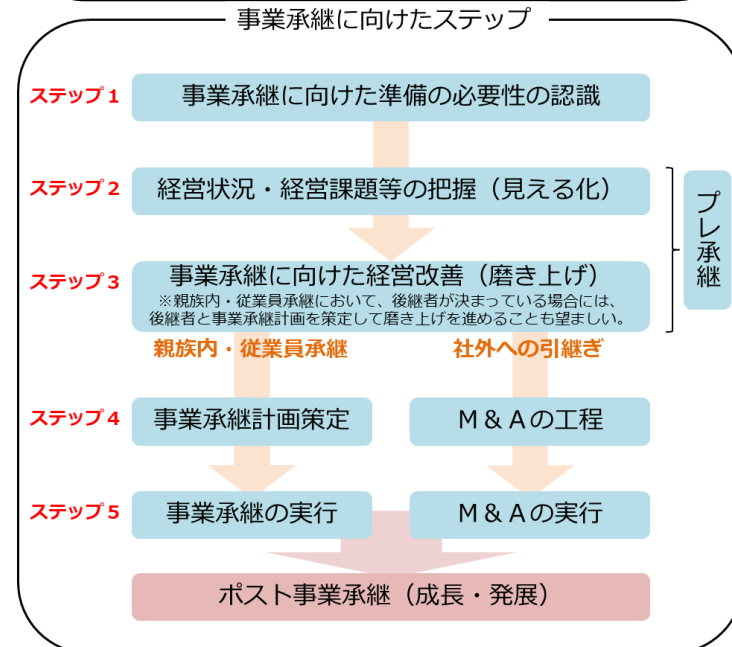 事業承継に向けたステップ
ステップ1
事業承継に向けた準備の必要性の認識
ステップ2
経営状況・経営課題等の把握（見える化）
プレ承継
ステップ3
事業承継に向けた経営改善（磨き上げ）
※親族内・従業員承継において、後継者が決まっている場合には、
後継者と事業承継計画を策定して磨き上げを進めることも望ましい。
親族内・従業員承継
社外への引継ぎ
ステップ4
事業承継計画策定
Ｍ＆Ａの工程
ステップ5
事業承継の実行
Ｍ＆Ａの実行
ポスト事業承継（成長・発展）